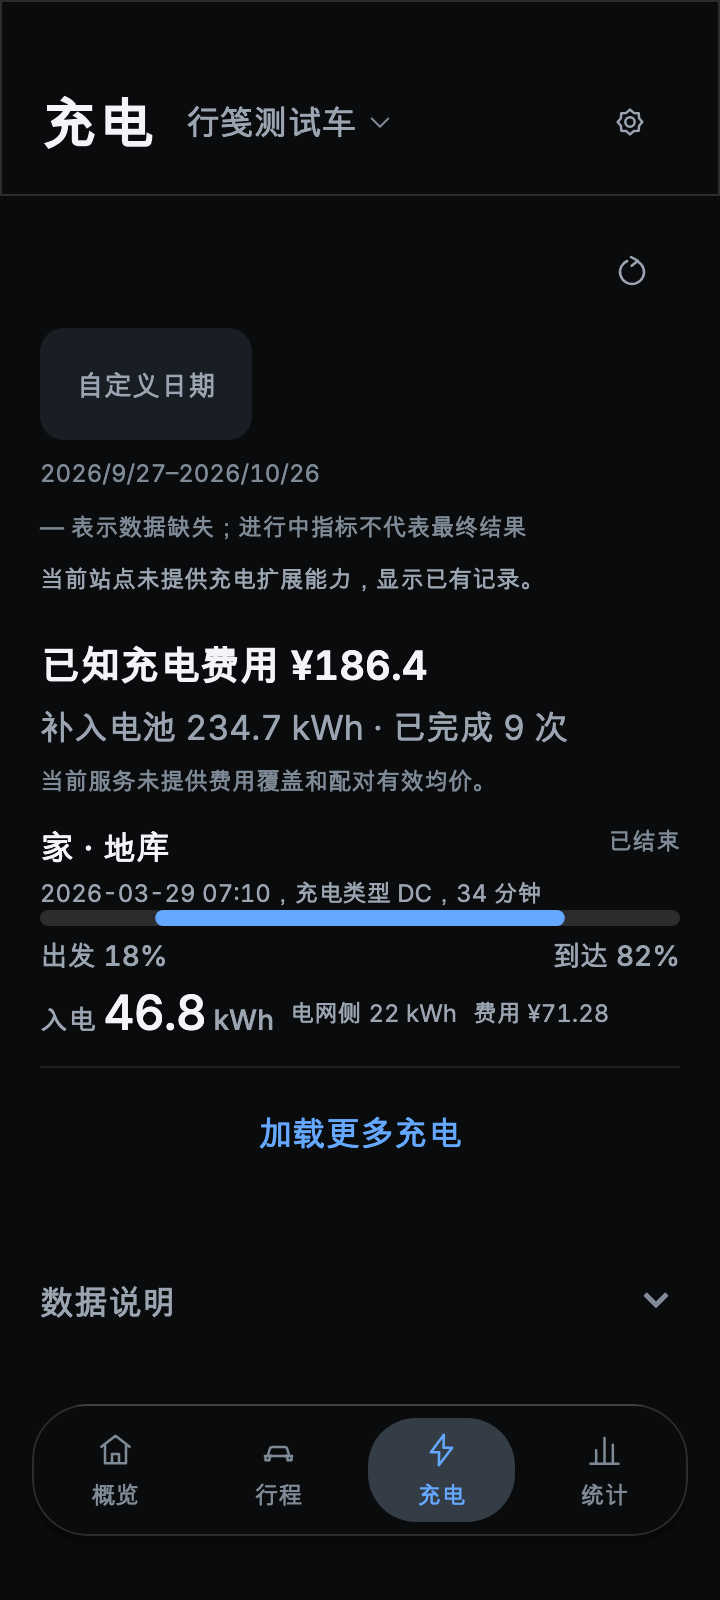 充电 行笺测试车
自定义日期
2026/9/27–2026/10/26
— 表示数据缺失；进行中指标不代表最终结果
当前站点未提供充电扩展能力，显示已有记录。
已知充电费用 ¥186.4
补入电池 234.7 kWh · 已完成 9 次
当前服务未提供费用覆盖和配对有效均价。
家 · 地库 已结束
2026-03-29 07:10，充电类型 DC，34 分钟
出发 18% 到达 82%
入电 46.8 kWh 电网侧 22 kWh 费用 ¥71.28
加载更多充电
数据说明
概览 行程 充电 统计